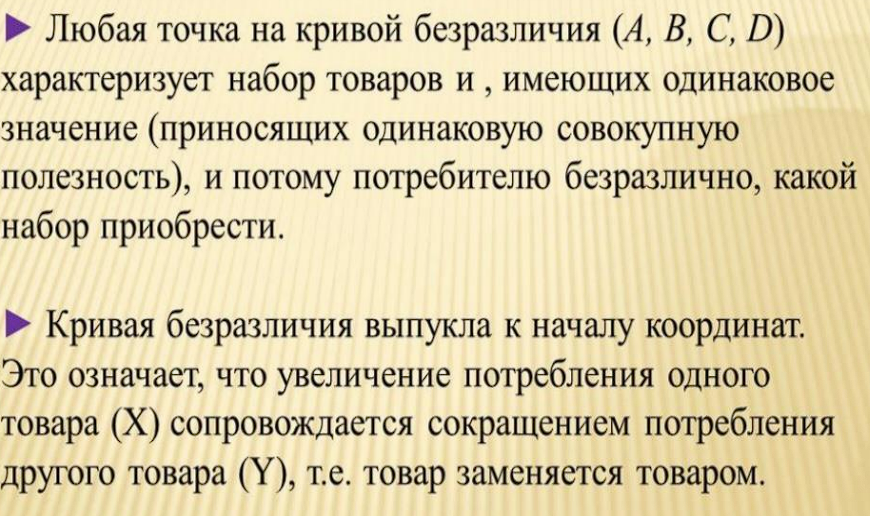 Любая точка на кривой безразличия (A, B, C, D)
характеризует набор товаров и , имеющих одинаковое
значение (приносящих одинаковую совокупную
полезность), и потому потребителю безразлично, какой
набор приобрести.
Кривая безразличия выпукла к началу координат.
Это означает, что увеличение потребления одного
товара (X) сопровождается сокращением потребления
другого товара (Y), т.е. товар заменяется товаром.